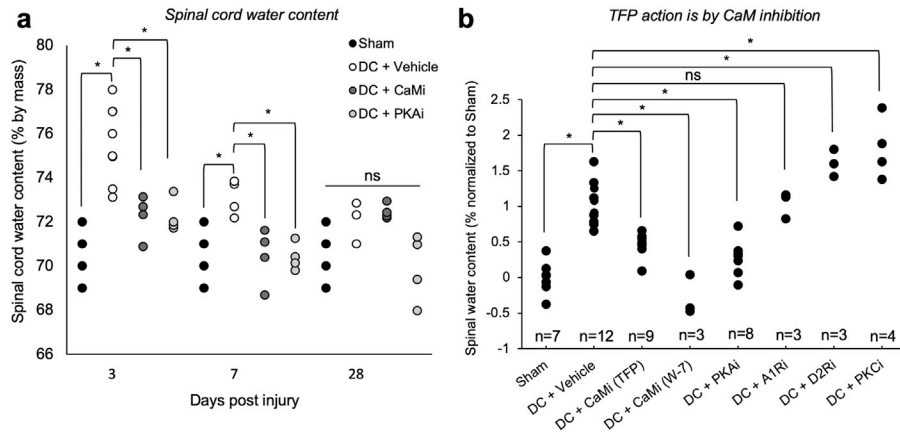 a
Spinal cord water content
80
78
76
74
72
70
68
66
Spinal cord water content (% by mass)
* * *
* * *
ns
Sham
DC + Vehicle
DC + CaMi
DC + PKAi
3 7 28
Days post injury
b
TFP action is by CaM inhibition
Spinal water content (% normalized to Sham)
2.5
2
1.5
1
0.5
0
-0.5
-1
*
*
ns
*
*
* *
n=7 n=12 n=9 n=3 n=8 n=3 n=3 n=4
Sham
DC + Vehicle
DC + CaMi (TFP)
DC + CaMi (W-7)
DC + PKAi
DC + A1Ri
DC + D2Ri
DC + PKCi